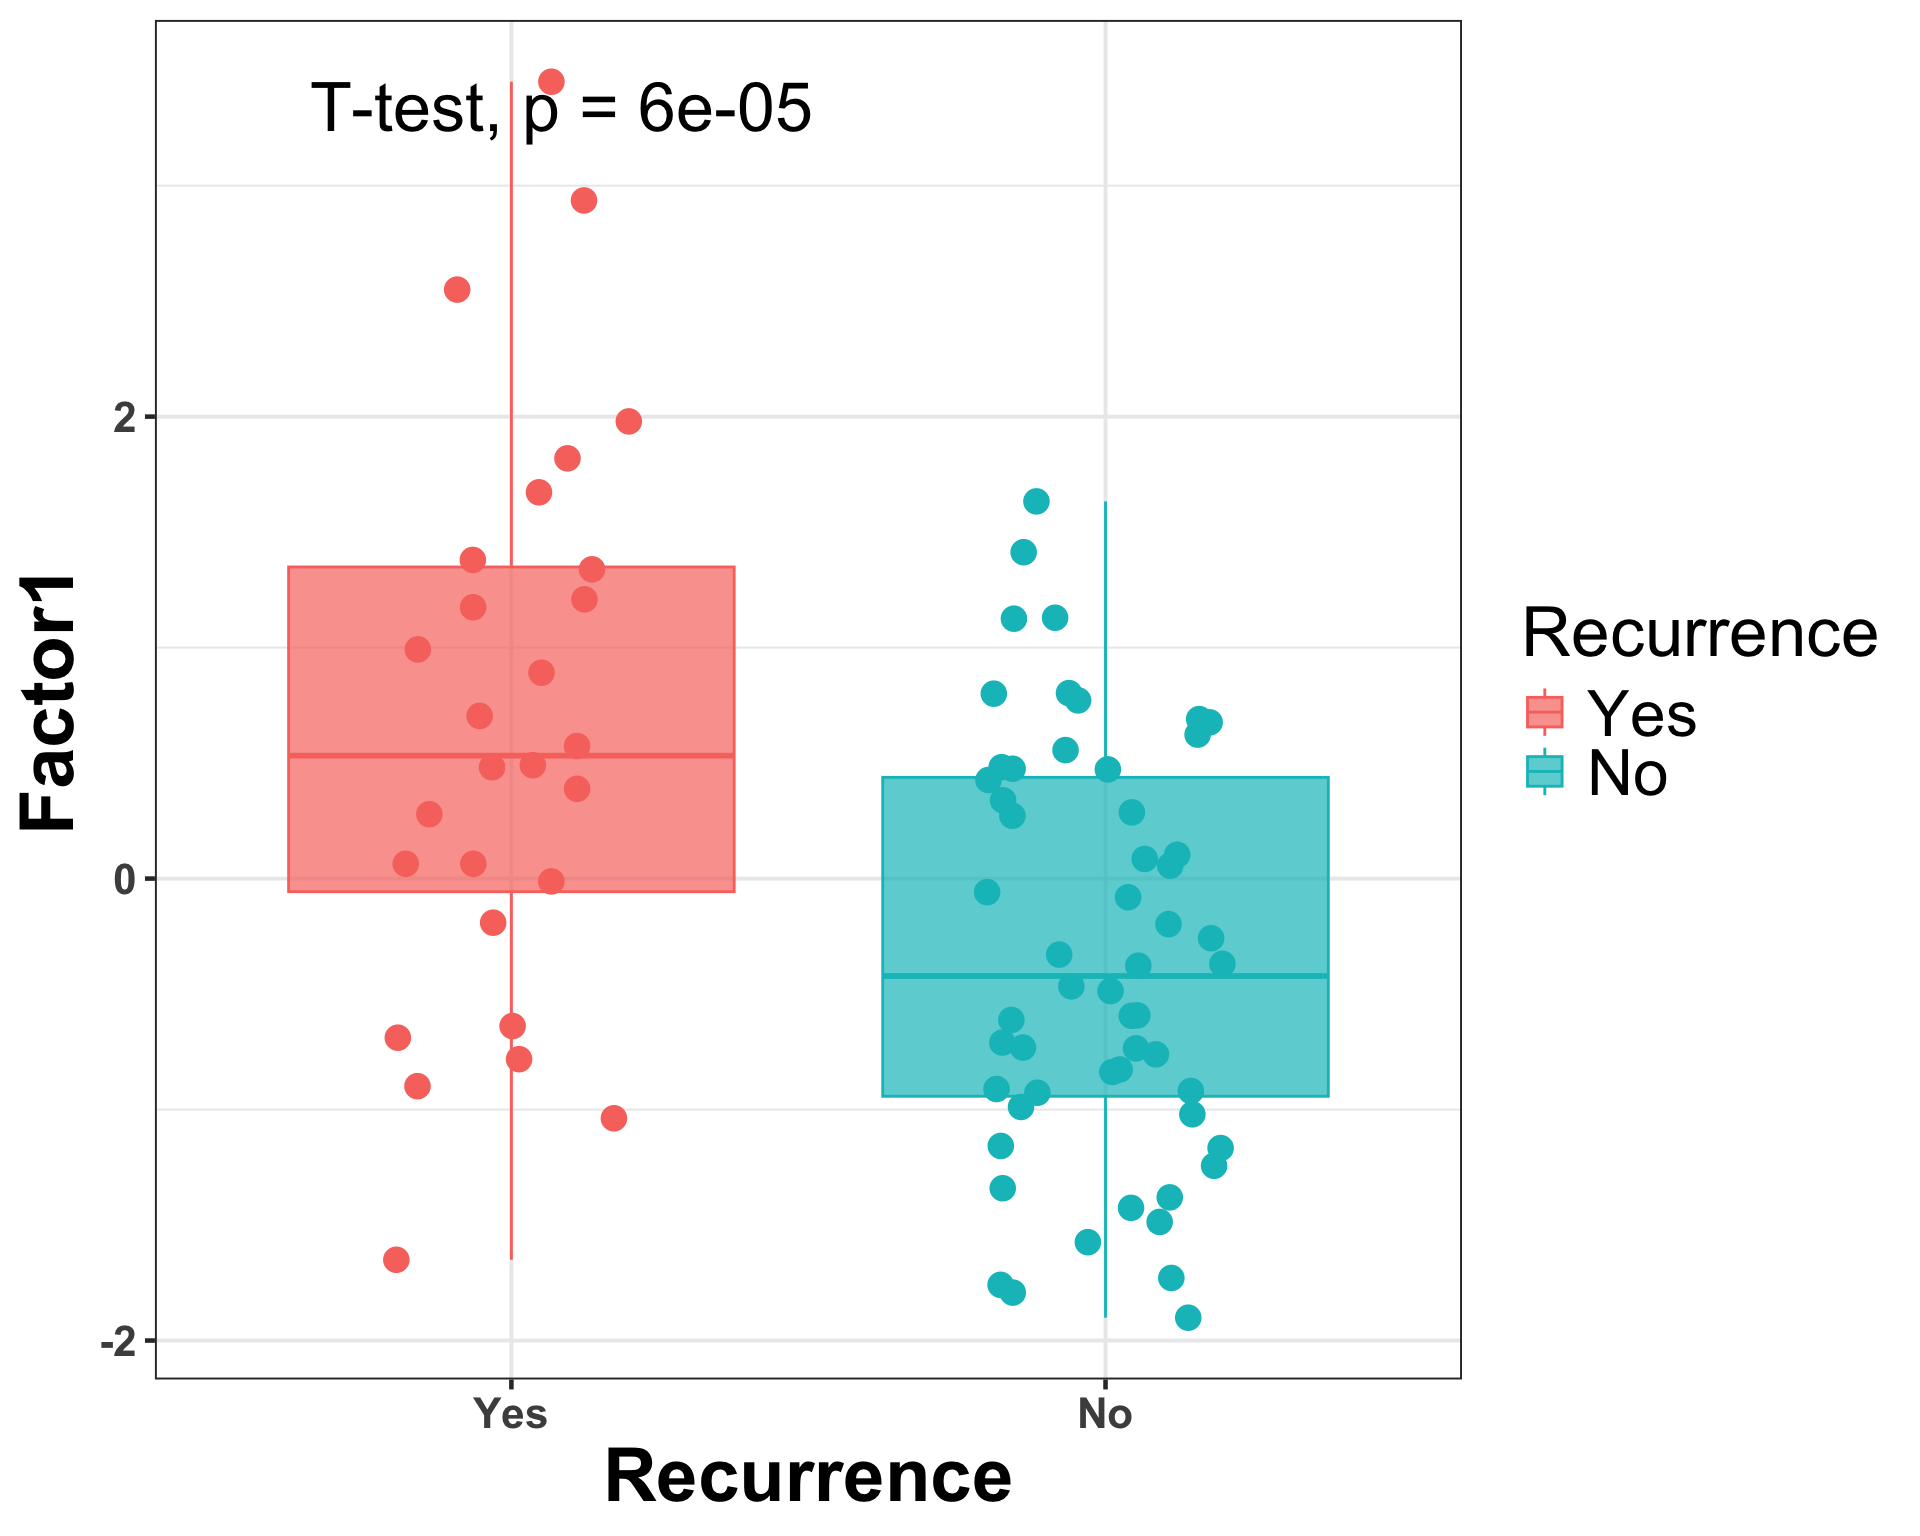 T-test, p = 6e-05
Factor1
2
0
-2
Yes
No
Recurrence
Recurrence
Yes
No